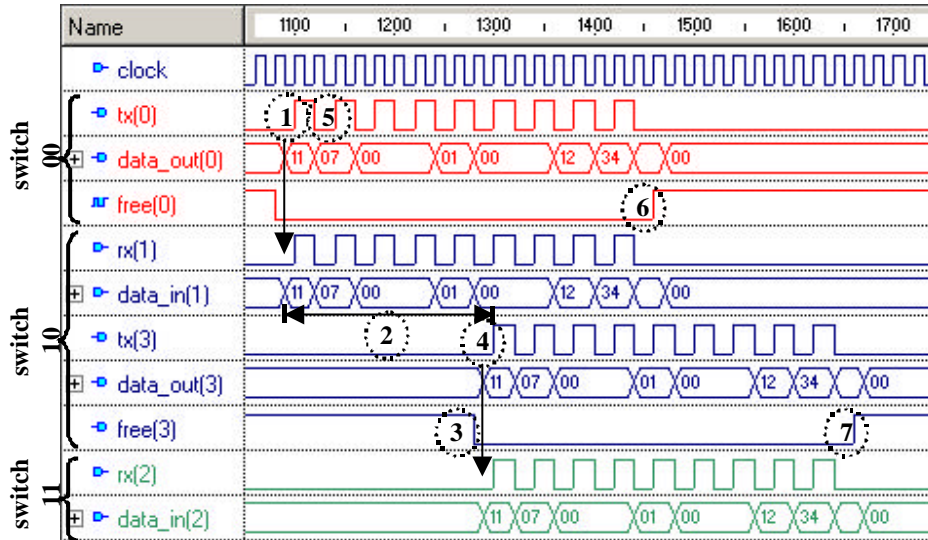 Name 1100 1200 1300 1400 1500 1600 1700
clock
switch 00
tx(0) 1 5
data_out(0) 11 07 00 01 00 12 34 00
free(0) 6
switch 10
rx(1)
data_in(1) 11 07 00 01 00 12 34 00
2
tx(3) 4
data_out(3) 11 07 00 01 00 12 34 00
free(3) 3 7
switch 11
rx(2)
data_in(2) 11 07 00 01 00 12 34 00